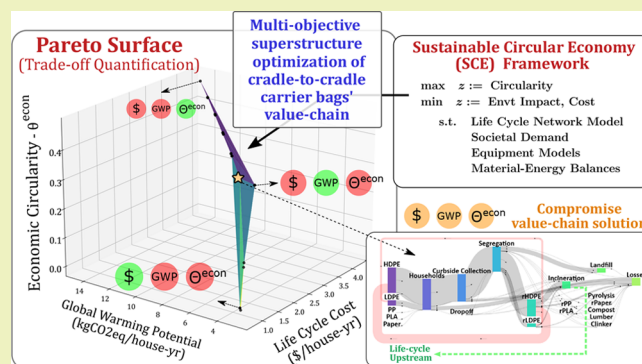 Pareto Surface
(Trade-off Quantification)
Multi-objective
superstructure
optimization of
cradle-to-cradle
carrier bags'
value-chain
Sustainable Circular Economy
(SCE) Framework
max z := Circularity
min z := Envt Impact, Cost
s.t. Life Cycle Network Model
Societal Demand
Equipment Models
Material-Energy Balances
$ GWP Θecon
$ GWP Θecon
$ GWP Θecon
Economic Circularity - θecon
0.4
0.3
0.2
0.1
0.0
14 12 10 8 6 4
Global Warming Potential
(kgCO2eq/house-yr)
1.0 1.5 2.0 2.5 3.0 3.5 4.0
Life Cycle Cost
($/house-yr)
$ GWP Θecon
Compromise
value-chain solution
HDPE
LDPE
PP
PLA
Paper
Households
Curbside Collection
Dropoff
Segregation
rHDPE
rLDPE
Incineration
rPP
rPLA
Landfill
Losses
Pyrolysis
rPaper
Compost
Lumber
Clinker
Life-cycle
Upstream